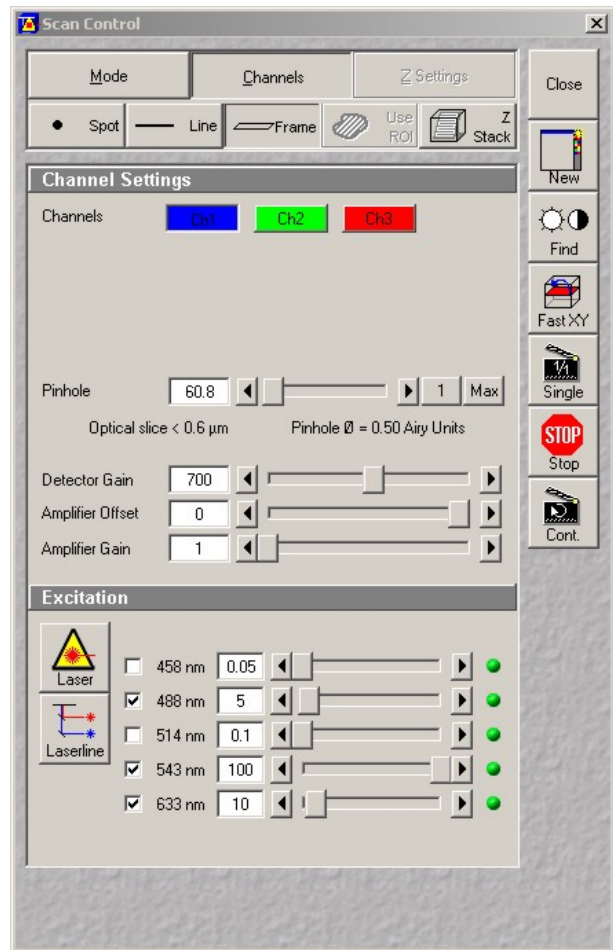 Scan Control
Mode Channels Z Settings Close
Spot Line Frame Use ROI Z Stack
New
Channel Settings
Channels Ch1 Ch2 Ch3
Find
Fast XY
Pinhole 60.8 1 Max
1/1
Single
Optical slice < 0.6 µm Pinhole Ø = 0.50 Airy Units
STOP
Stop
Detector Gain 700
Amplifier Offset 0
Amplifier Gain 1
Cont.
Excitation
Laser
Laserline
458 nm 0.05
488 nm 5
514 nm 0.1
543 nm 100
633 nm 10